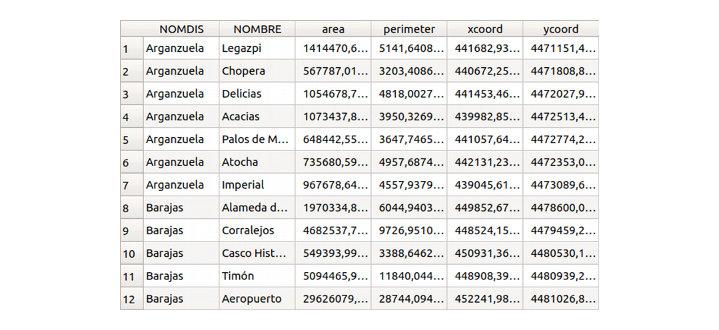 NOMDIS NOMBRE area perimeter xcoord ycoord
1 Arganzuela Legazpi 1414470,6... 5141,6408... 441682,93... 4471151,4...
2 Arganzuela Chopera 567787,01... 3203,4086... 440672,25... 4471808,8...
3 Arganzuela Delicias 1054678,7... 4818,0027... 441453,46... 4472027,9...
4 Arganzuela Acacias 1073437,8... 3950,3269... 439982,85... 4472513,4...
5 Arganzuela Palos de M... 648442,55... 3647,7465... 441057,64... 4472774,2...
6 Arganzuela Atocha 735680,59... 4957,6874... 442131,23... 4472353,0...
7 Arganzuela Imperial 967678,64... 4557,9379... 439045,61... 4473089,6...
8 Barajas Alameda d... 1970334,8... 6044,9403... 449852,67... 4478600,0...
9 Barajas Corralejos 4682537,7... 9726,9510... 448524,15... 4479459,2...
10 Barajas Casco Hist... 549393,99... 3388,6462... 450931,36... 4480530,1...
11 Barajas Timón 5094465,9... 11840,044... 448908,39... 4480939,2...
12 Barajas Aeropuerto 29626079,... 28744,094... 452241,98... 4481026,8...